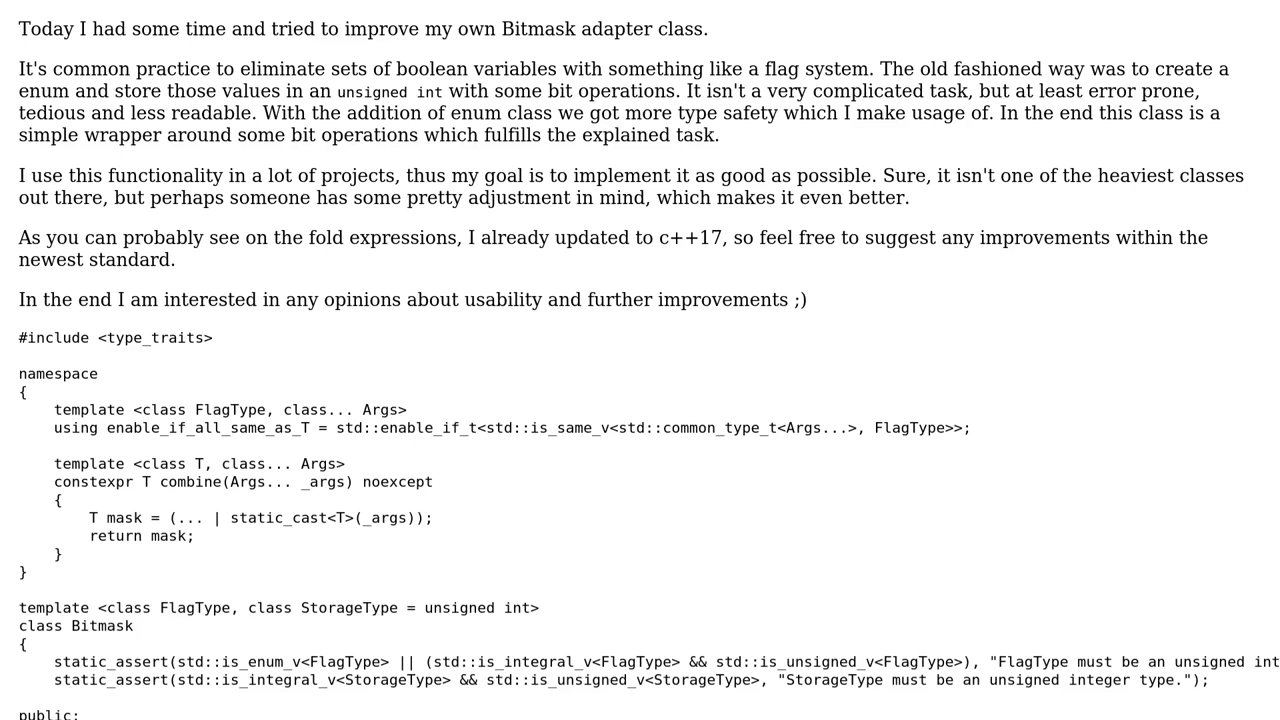 Today I had some time and tried to improve my own Bitmask adapter class.
It's common practice to eliminate sets of boolean variables with something like a flag system. The old fashioned way was to create a
enum and store those values in an unsigned int with some bit operations. It isn't a very complicated task, but at least error prone,
tedious and less readable. With the addition of enum class we got more type safety which I make usage of. In the end this class is a
simple wrapper around some bit operations which fulfills the explained task.
I use this functionality in a lot of projects, thus my goal is to implement it as good as possible. Sure, it isn't one of the heaviest classes
out there, but perhaps someone has some pretty adjustment in mind, which makes it even better.
As you can probably see on the fold expressions, I already updated to c++17, so feel free to suggest any improvements within the
newest standard.
In the end I am interested in any opinions about usability and further improvements ;)
#include <type_traits>
namespace
{
    template <class FlagType, class... Args>
    using enable_if_all_same_as_T = std::enable_if_t<std::is_same_v<std::common_type_t<Args...>, FlagType>>;
    template <class T, class... Args>
    constexpr T combine(Args... _args) noexcept
    {
        T mask = (... | static_cast<T>(_args));
        return mask;
    }
}
template <class FlagType, class StorageType = unsigned int>
class Bitmask
{
    static_assert(std::is_enum_v<FlagType> || (std::is_integral_v<FlagType> && std::is_unsigned_v<FlagType>), "FlagType must be an unsigned int
    static_assert(std::is_integral_v<StorageType> && std::is_unsigned_v<StorageType>, "StorageType must be an unsigned integer type.");
public: